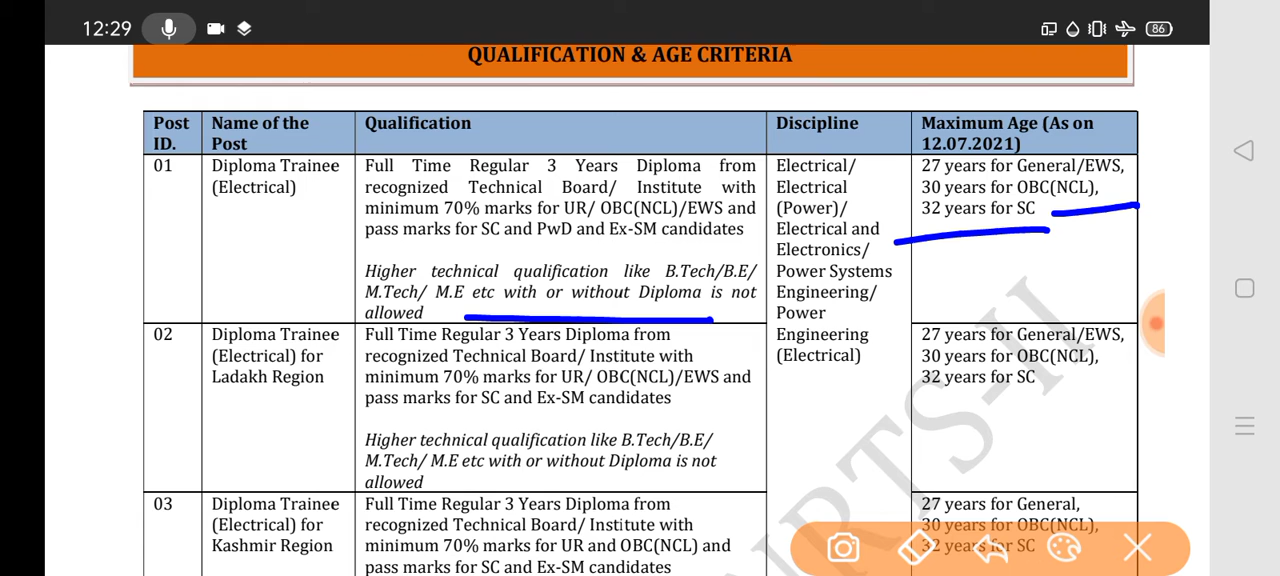 12:29
86
QUALIFICATION & AGE CRITERIA
Post ID.
Name of the Post
Qualification
Discipline
Maximum Age (As on 12.07.2021)
01
Diploma Trainee
(Electrical)
Full Time Regular 3 Years Diploma from
recognized Technical Board/ Institute with
minimum 70% marks for UR/ OBC(NCL)/EWS and
pass marks for SC and PwD and Ex-SM candidates
Higher technical qualification like B.Tech/B.E/
M.Tech/ M.E etc with or without Diploma is not
allowed
Electrical/
Electrical
(Power)/
Electrical and
Electronics/
Power Systems
Engineering/
Power
Engineering
(Electrical)
27 years for General/EWS,
30 years for OBC(NCL),
32 years for SC
02
Diploma Trainee
(Electrical) for
Ladakh Region
Full Time Regular 3 Years Diploma from
recognized Technical Board/ Institute with
minimum 70% marks for UR/ OBC(NCL)/EWS and
pass marks for SC and Ex-SM candidates
Higher technical qualification like B.Tech/B.E/
M.Tech/ M.E etc with or without Diploma is not
allowed
27 years for General/EWS,
30 years for OBC(NCL),
32 years for SC
03
Diploma Trainee
(Electrical) for
Kashmir Region
Full Time Regular 3 Years Diploma from
recognized Technical Board/ Institute with
minimum 70% marks for UR and OBC(NCL) and
pass marks for SC and Ex-SM candidates
27 years for General,
30 years for OBC(NCL),
32 years for SC
RTS-II